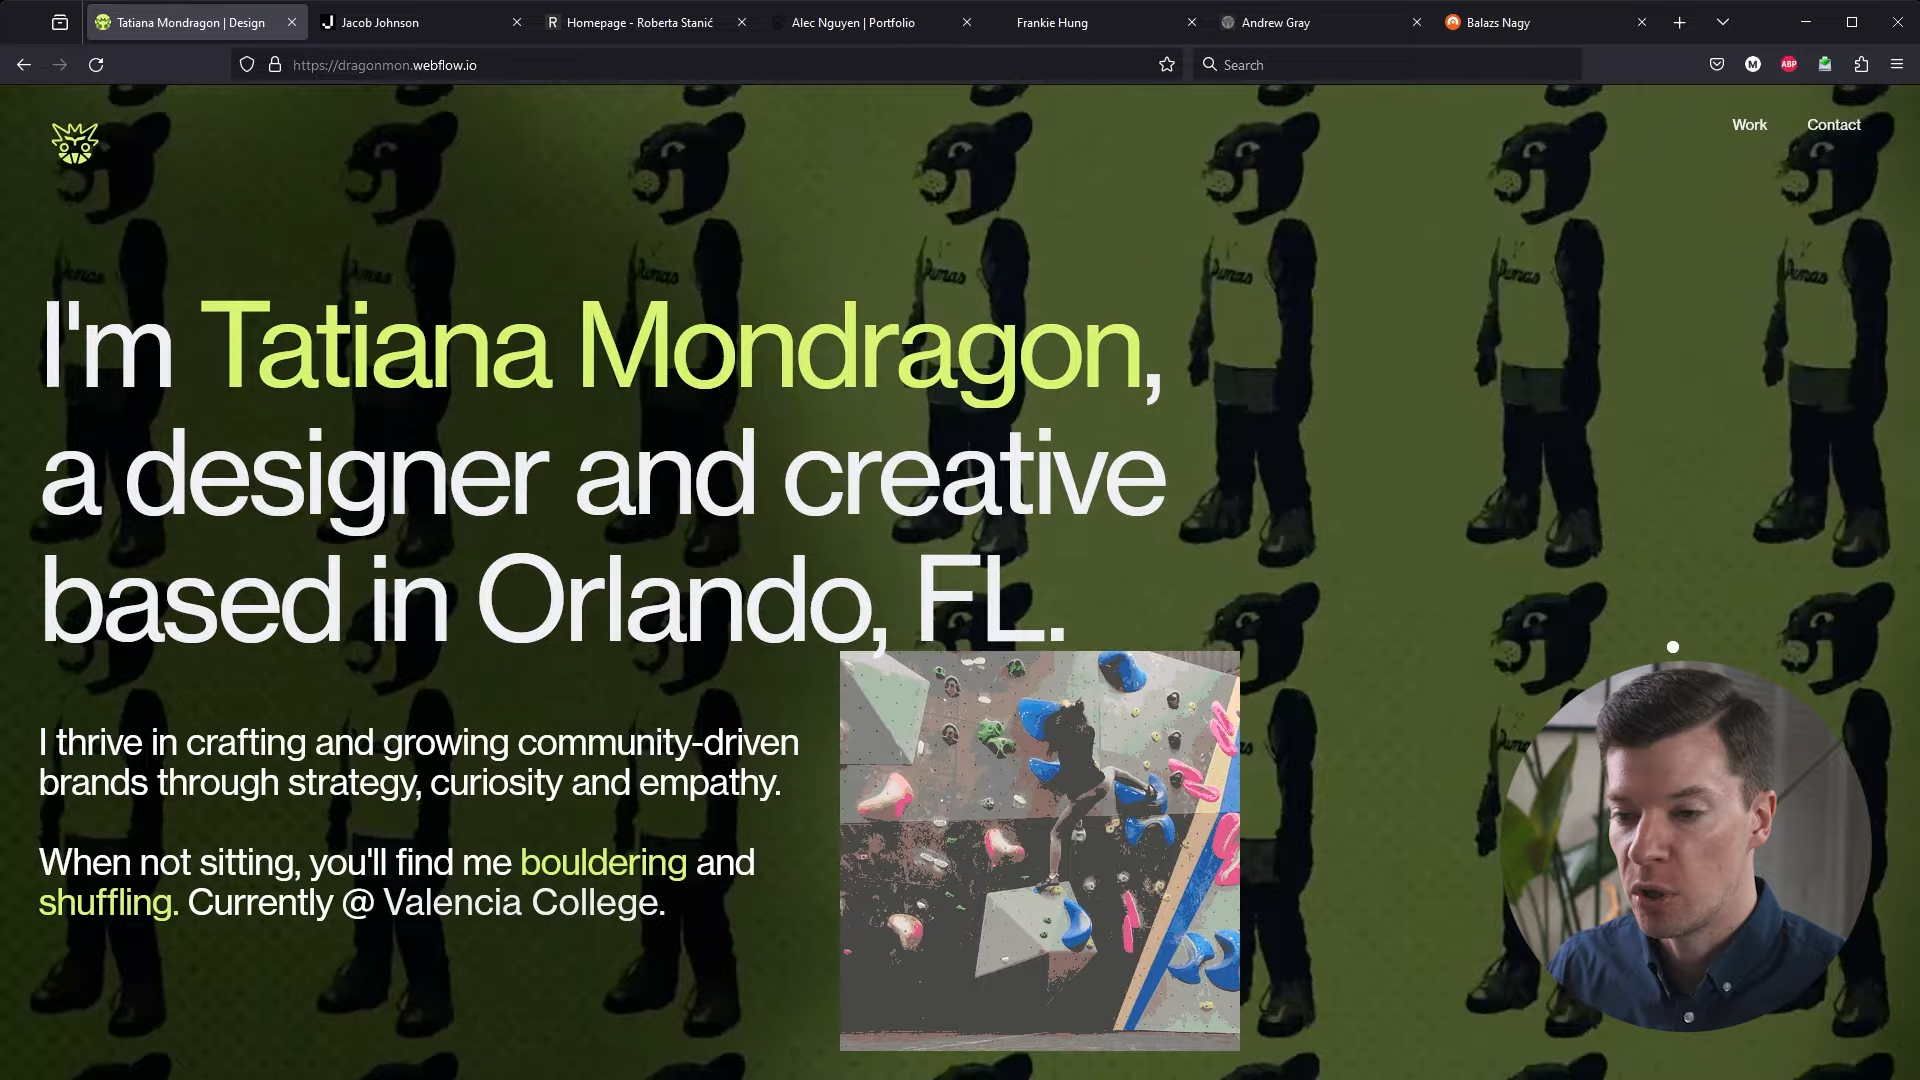 Tatiana Mondragon | Design
Jacob Johnson
R Homepage - Roberta Stanić
Alec Nguyen | Portfolio
Frankie Hung
Andrew Gray
Balazs Nagy
https://dragonmon.webflow.io
Search
M
ABP
Work
Contact
I'm Tatiana Mondragon,
a designer and creative
based in Orlando, FL.
I thrive in crafting and growing community-driven
brands through strategy, curiosity and empathy.
When not sitting, you'll find me bouldering and
shuffling. Currently @ Valencia College.